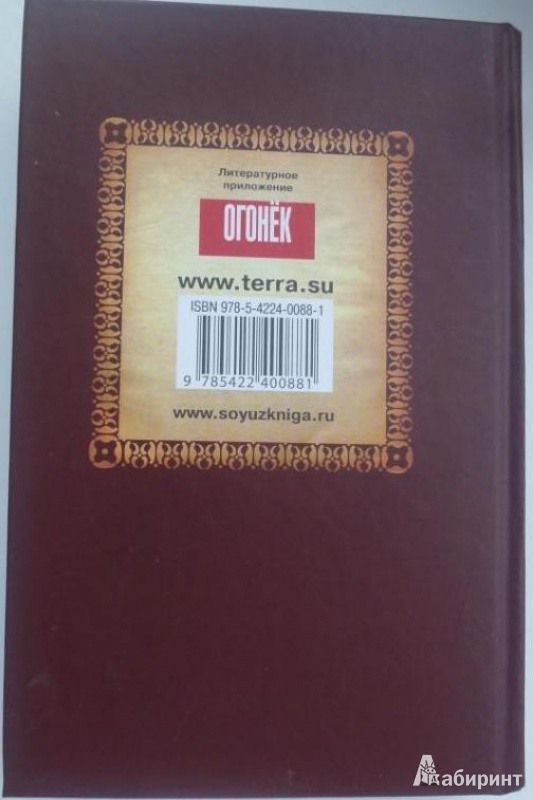 Литературное
приложение
ОГОНЁК
www.terra.su
ISBN 978-5-4224-0088-1
9 785422 400881
www.soyuzkniga.ru
Лабиринт